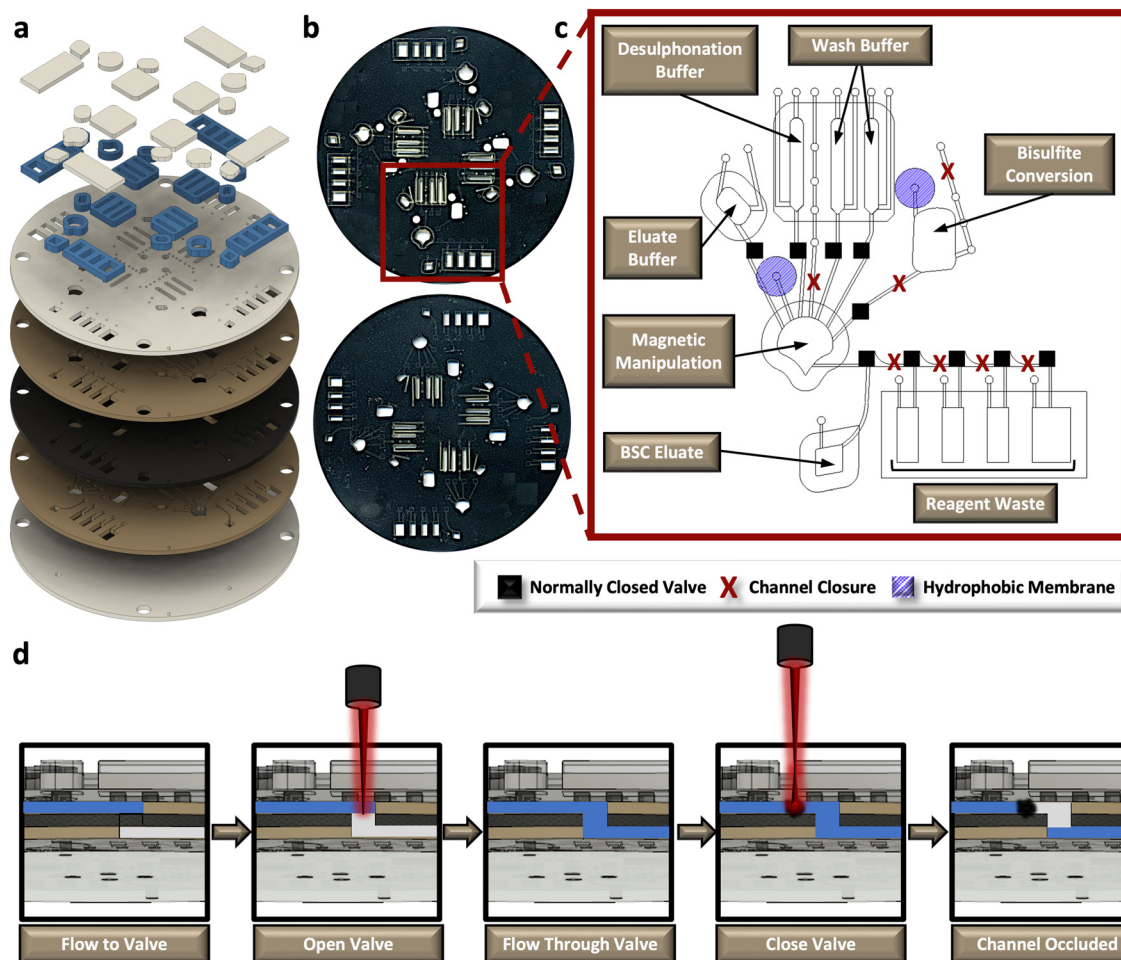 a
b
c
Desulphonation
Buffer
Wash Buffer
Bisulfite
Conversion
Eluate
Buffer
X
X
X
Magnetic
Manipulation
X X X X
BSC Eluate
Reagent Waste
Normally Closed Valve X Channel Closure Hydrophobic Membrane
d
Flow to Valve
Open Valve
Flow Through Valve
Close Valve
Channel Occluded